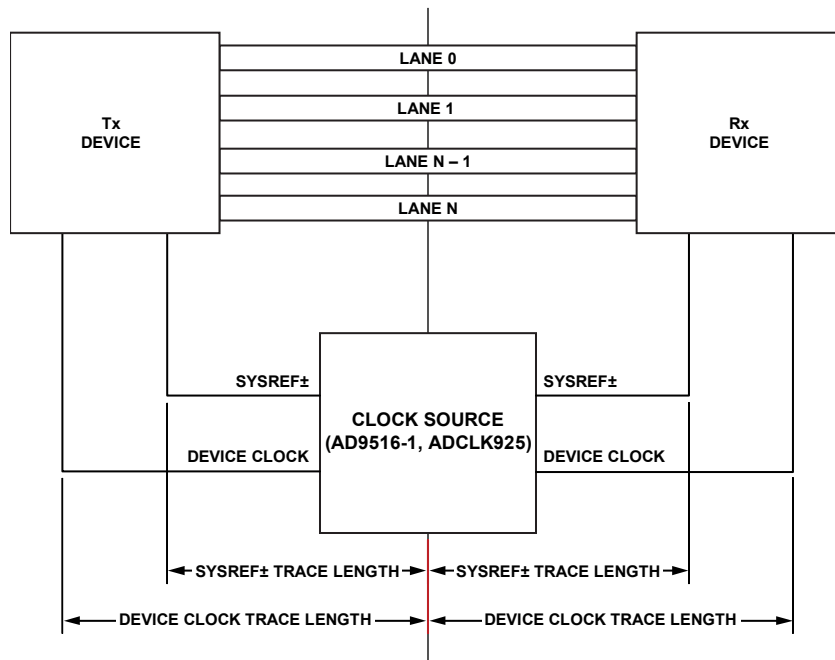 LANE 0
LANE 1
LANE N – 1
LANE N
Tx
DEVICE
Rx
DEVICE
SYSREF±
SYSREF±
CLOCK SOURCE
(AD9516-1, ADCLK925)
DEVICE CLOCK
DEVICE CLOCK
SYSREF± TRACE LENGTH
SYSREF± TRACE LENGTH
DEVICE CLOCK TRACE LENGTH
DEVICE CLOCK TRACE LENGTH